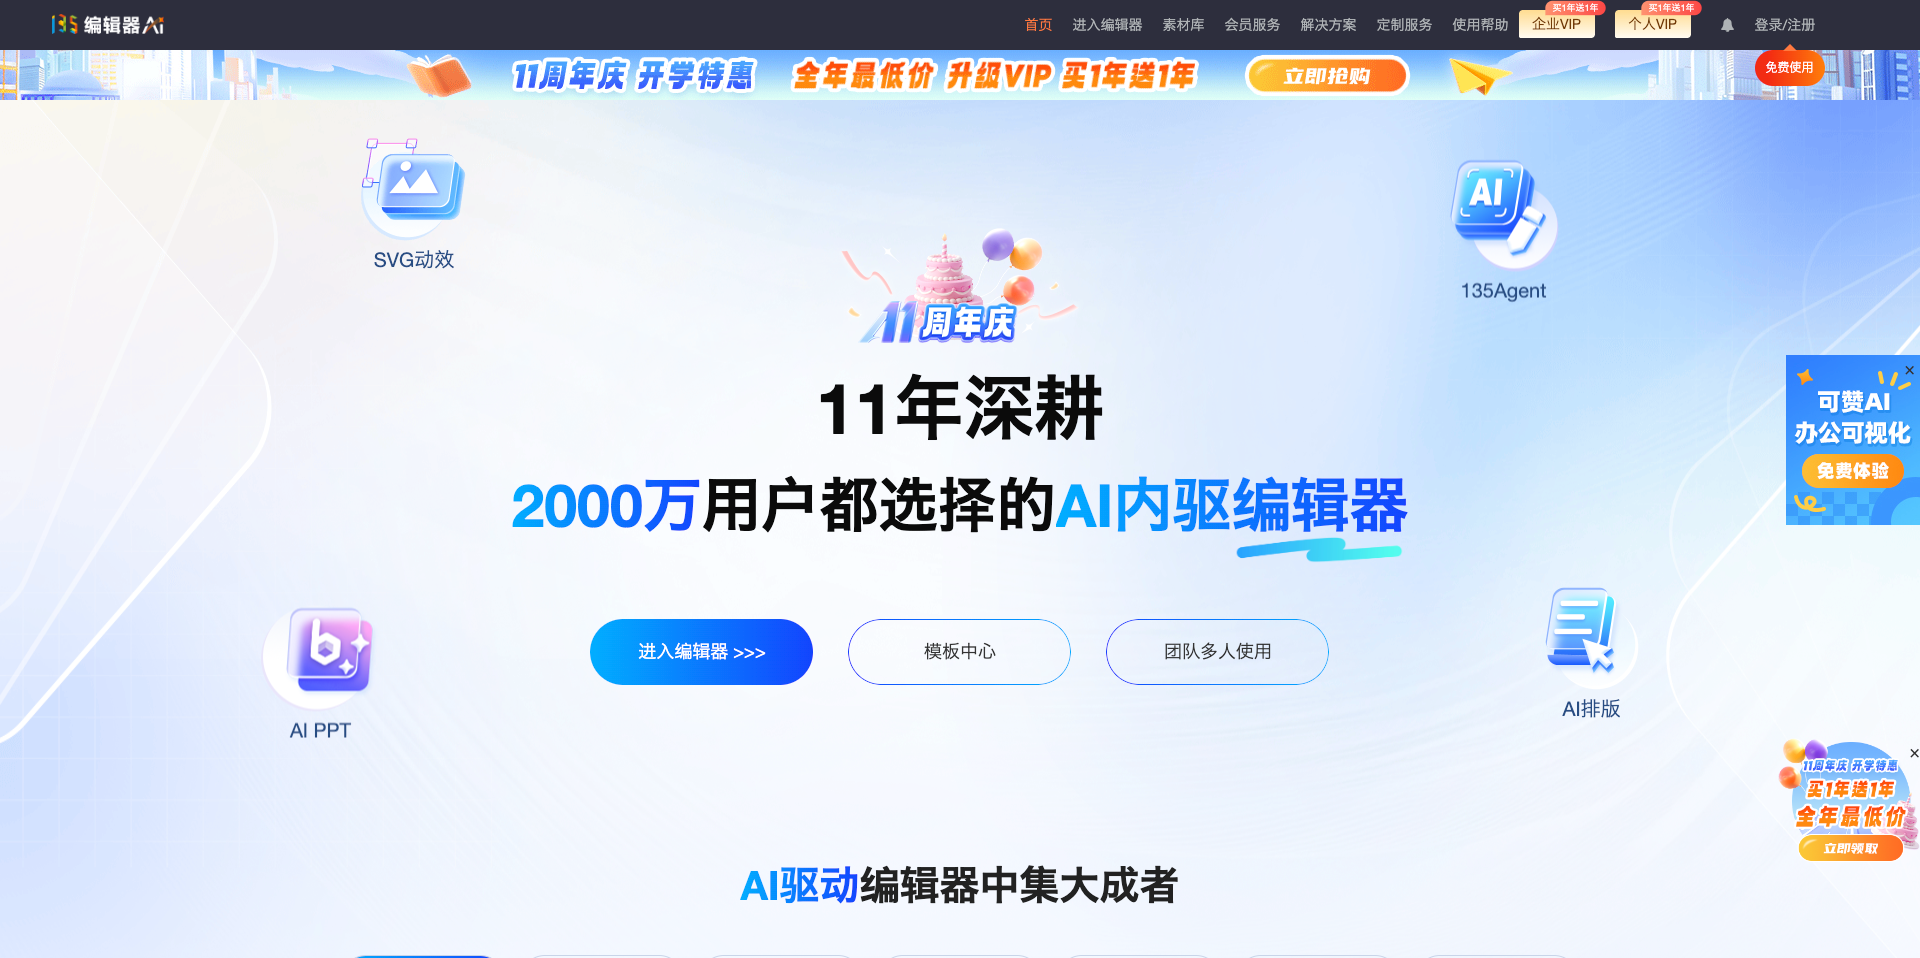 135 编辑器AI
首页 进入编辑器 素材库 会员服务 解决方案 定制服务 使用帮助 企业VIP 买1年送1年 个人VIP 买1年送1年 登录/注册
免费使用
11周年庆 开学特惠 全年最低价 升级VIP 买1年送1年 立即抢购
SVG动效
AI
135Agent
11周年庆
11年深耕
2000万用户都选择的AI内驱编辑器
可赞AI
办公可视化
免费体验
进入编辑器 >>>
模板中心
团队多人使用
b
AI PPT
AI排版
11周年庆 开学特惠
买1年送1年
全年最低价
立即领取
AI驱动编辑器中集大成者